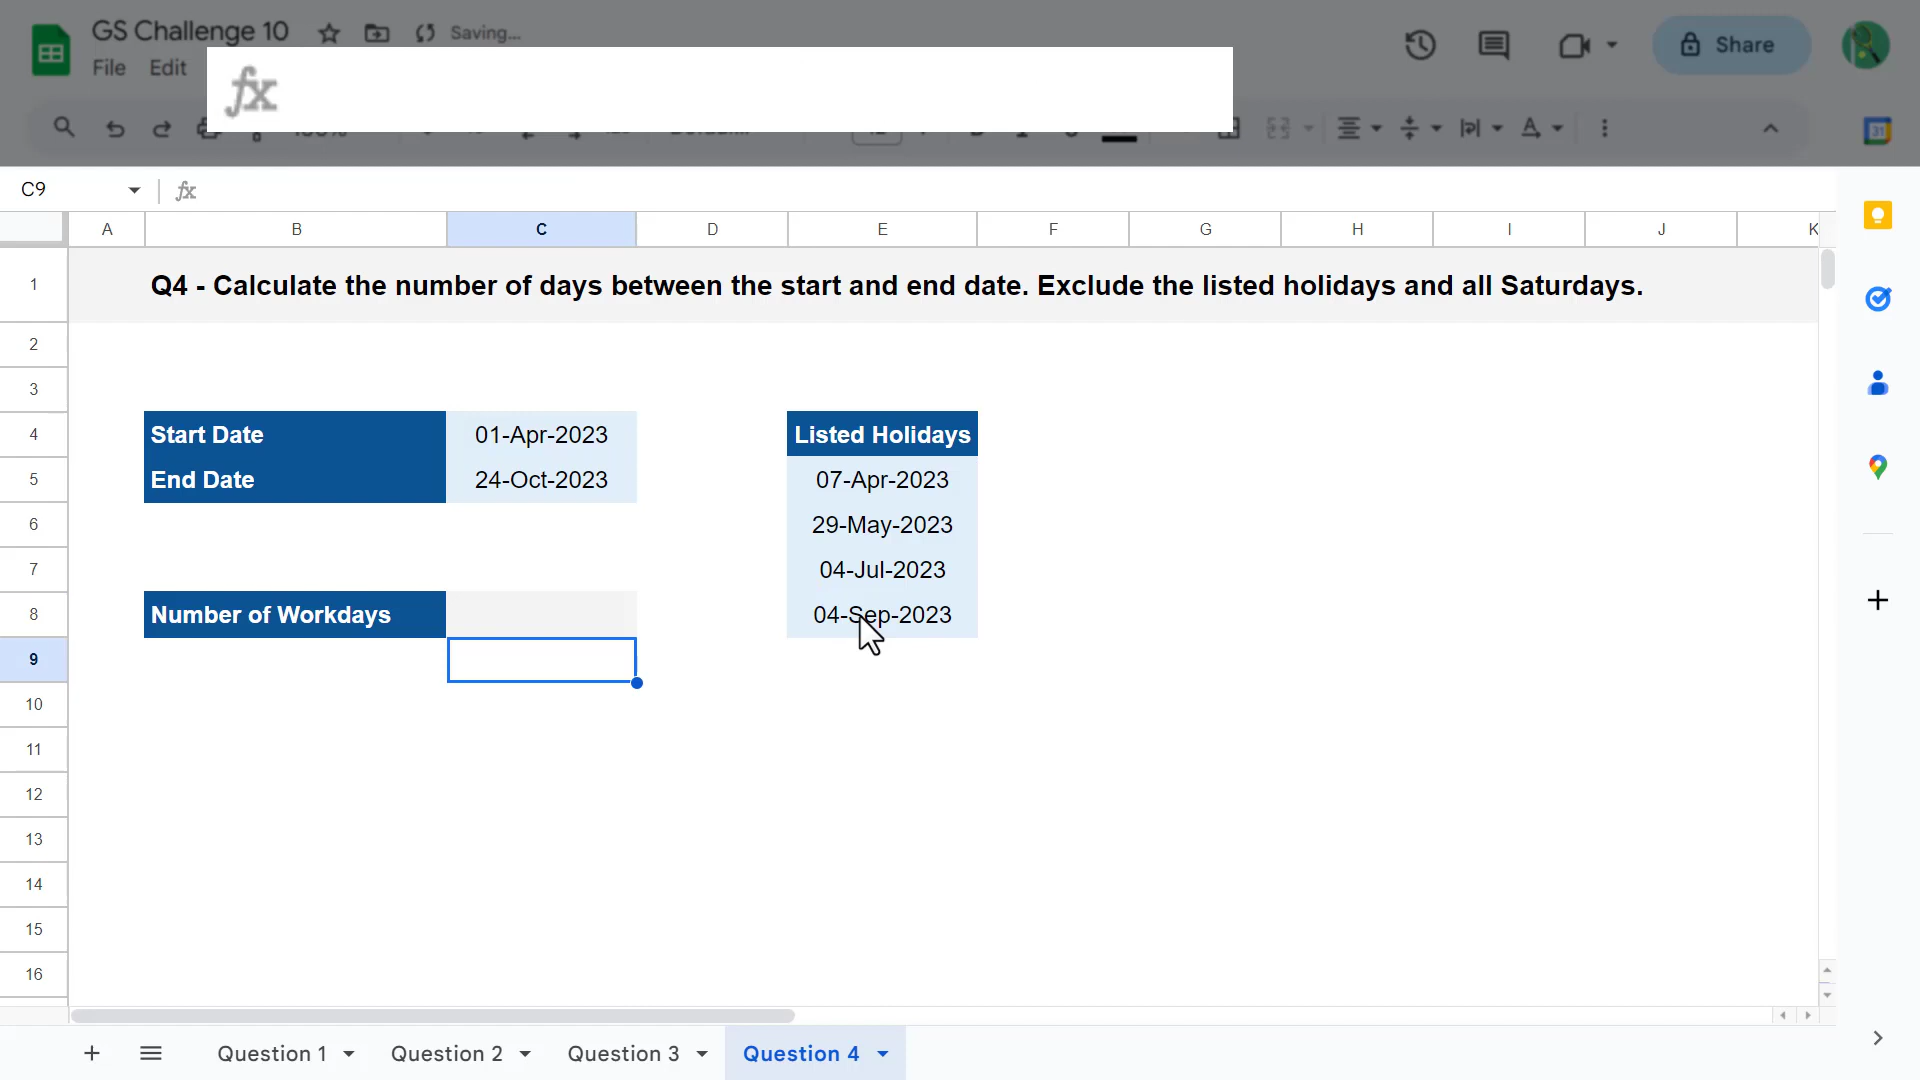 GS Challenge 10 Saving...
File Edit
fx
Share
31
C9 fx
A B C D E F G H I J K
1 Q4 - Calculate the number of days between the start and end date. Exclude the listed holidays and all Saturdays.
2
3
4 Start Date 01-Apr-2023 Listed Holidays
5 End Date 24-Oct-2023 07-Apr-2023
6 29-May-2023
7 04-Jul-2023
8 Number of Workdays 04-Sep-2023
9
10
11
12
13
14
15
16
Question 1 Question 2 Question 3 Question 4